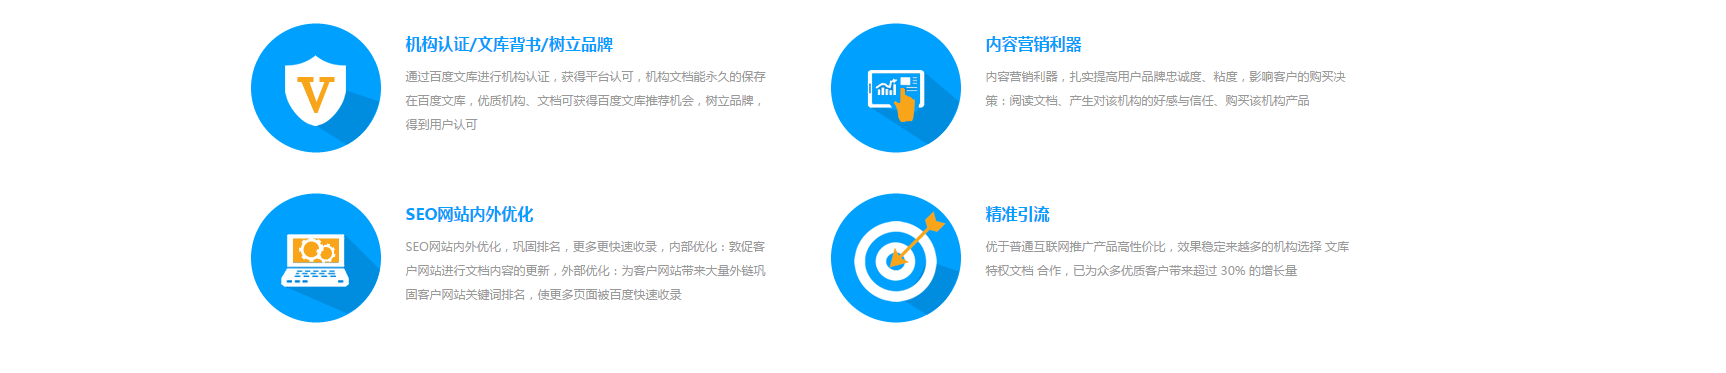 机构认证/文库背书/树立品牌
通过百度文库进行机构认证，获得平台认可，机构文档能永久的保存
在百度文库，优质机构、文档可获得百度文库推荐机会，树立品牌，
得到用户认可
内容营销利器
内容营销利器，扎实提高用户品牌忠诚度、粘度，影响客户的购买决
策：阅读文档、产生对该机构的好感与信任、购买该机构产品
SEO网站内外优化
SEO网站内外优化，巩固排名，更多更快速收录，内部优化：敦促客
户网站进行文档内容的更新，外部优化：为客户网站带来大量外链巩
固客户网站关键词排名，使更多页面被百度快速收录
精准引流
优于普通互联网推广产品高性价比，效果稳定来越多的机构选择 文库
特权文档 合作，已为众多优质客户带来超过 30% 的增长量
V